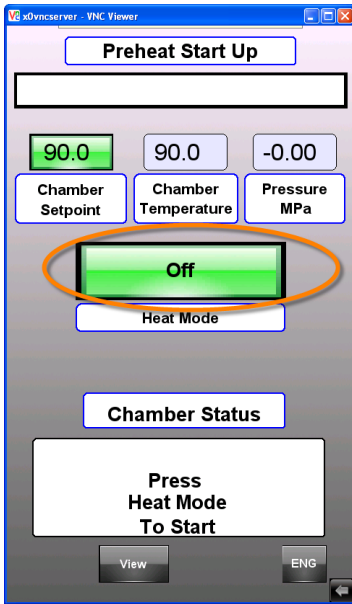 x0vncserver - VNC Viewer
Preheat Start Up
90.0
90.0
-0.00
Chamber
Setpoint
Chamber
Temperature
Pressure
MPa
Off
Heat Mode
Chamber Status
Press
Heat Mode
To Start
View
ENG